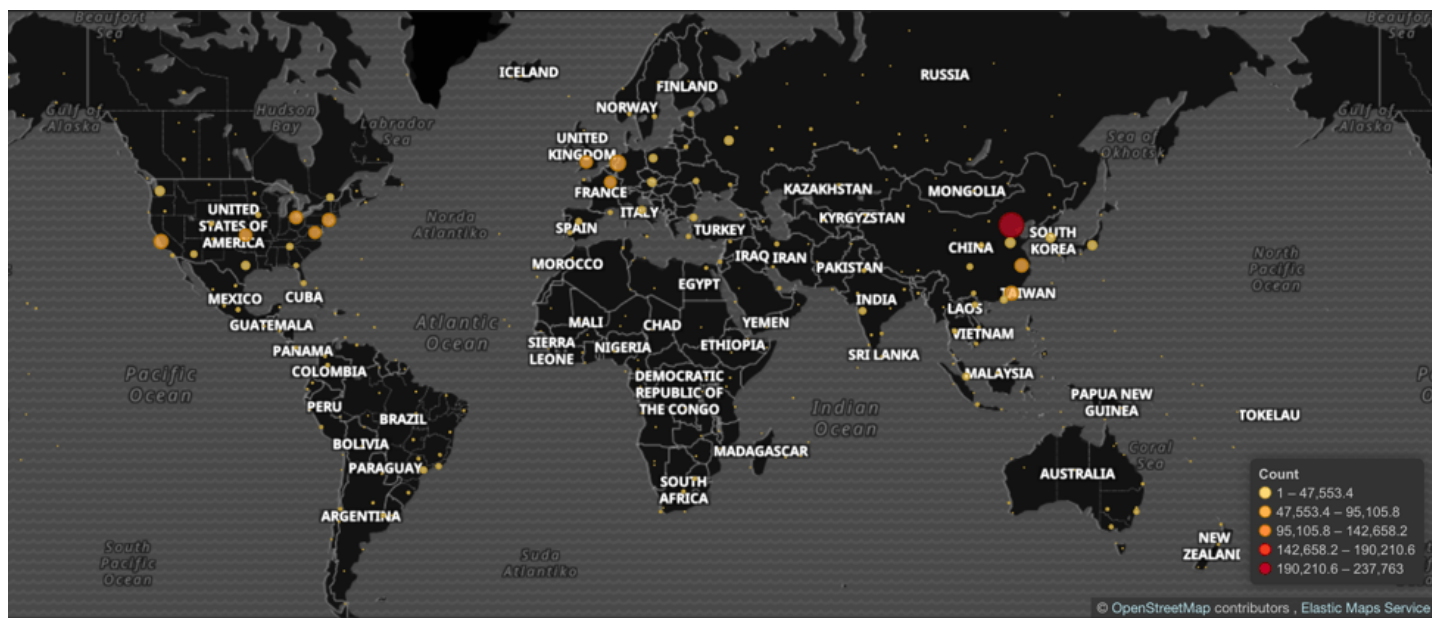 Beaufort
Sea
Beaufort
Sea
ICELAND
RUSSIA
FINLAND
NORWAY
Gulf of
Alaska
Hudson
Bay
Labrador
Sea
Gulf of
Alaska
UNITED
KINGDOM
Sea of
Okhotsk
FRANCE
KAZAKHSTAN
MONGOLIA
UNITED
STATES OF
AMERICA
Norda
Atlantiko
ITALY
KYRGYZSTAN
SPAIN
TURKEY
SOUTH
KOREA
CHINA
IRAQ
IRAN
North
Pacific
Ocean
MOROCCO
PAKISTAN
EGYPT
MEXICO
CUBA
INDIA
TAIWAN
LAOS
GUATEMALA
Atlantic
Ocean
MALI
CHAD
YEMEN
VIETNAM
PANAMA
SIERRA
LEONE
NIGERIA
ETHIOPIA
SRI LANKA
COLOMBIA
Pacific
Ocean
DEMOCRATIC
REPUBLIC OF
THE CONGO
MALAYSIA
PERU
BRAZIL
Indian
Ocean
PAPUA NEW
GUINEA
TOKELAU
BOLIVIA
MADAGASCAR
Coral
Sea
PARAGUAY
SOUTH
AFRICA
AUSTRALIA
ARGENTINA
South
Pacific
Ocean
Suda
Atlantiko
NEW
ZEALAN
Count
1 – 47,553.4
47,553.4 – 95,105.8
95,105.8 – 142,658.2
142,658.2 – 190,210.6
190,210.6 – 237,763
© OpenStreetMap contributors , Elastic Maps Service